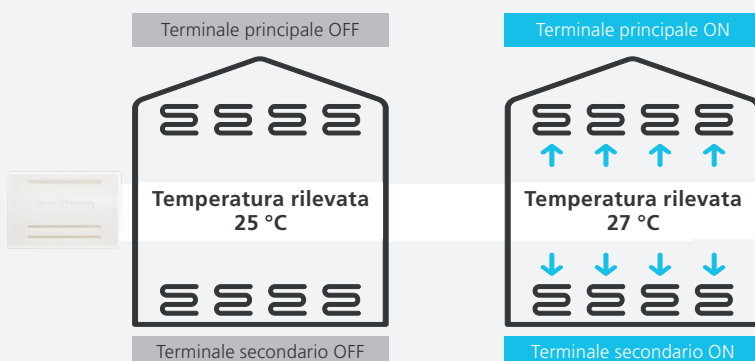 Terminale principale OFF
Terminale principale ON
Temperatura rilevata
25 °C
Temperatura rilevata
27 °C
Terminale secondario OFF
Terminale secondario ON